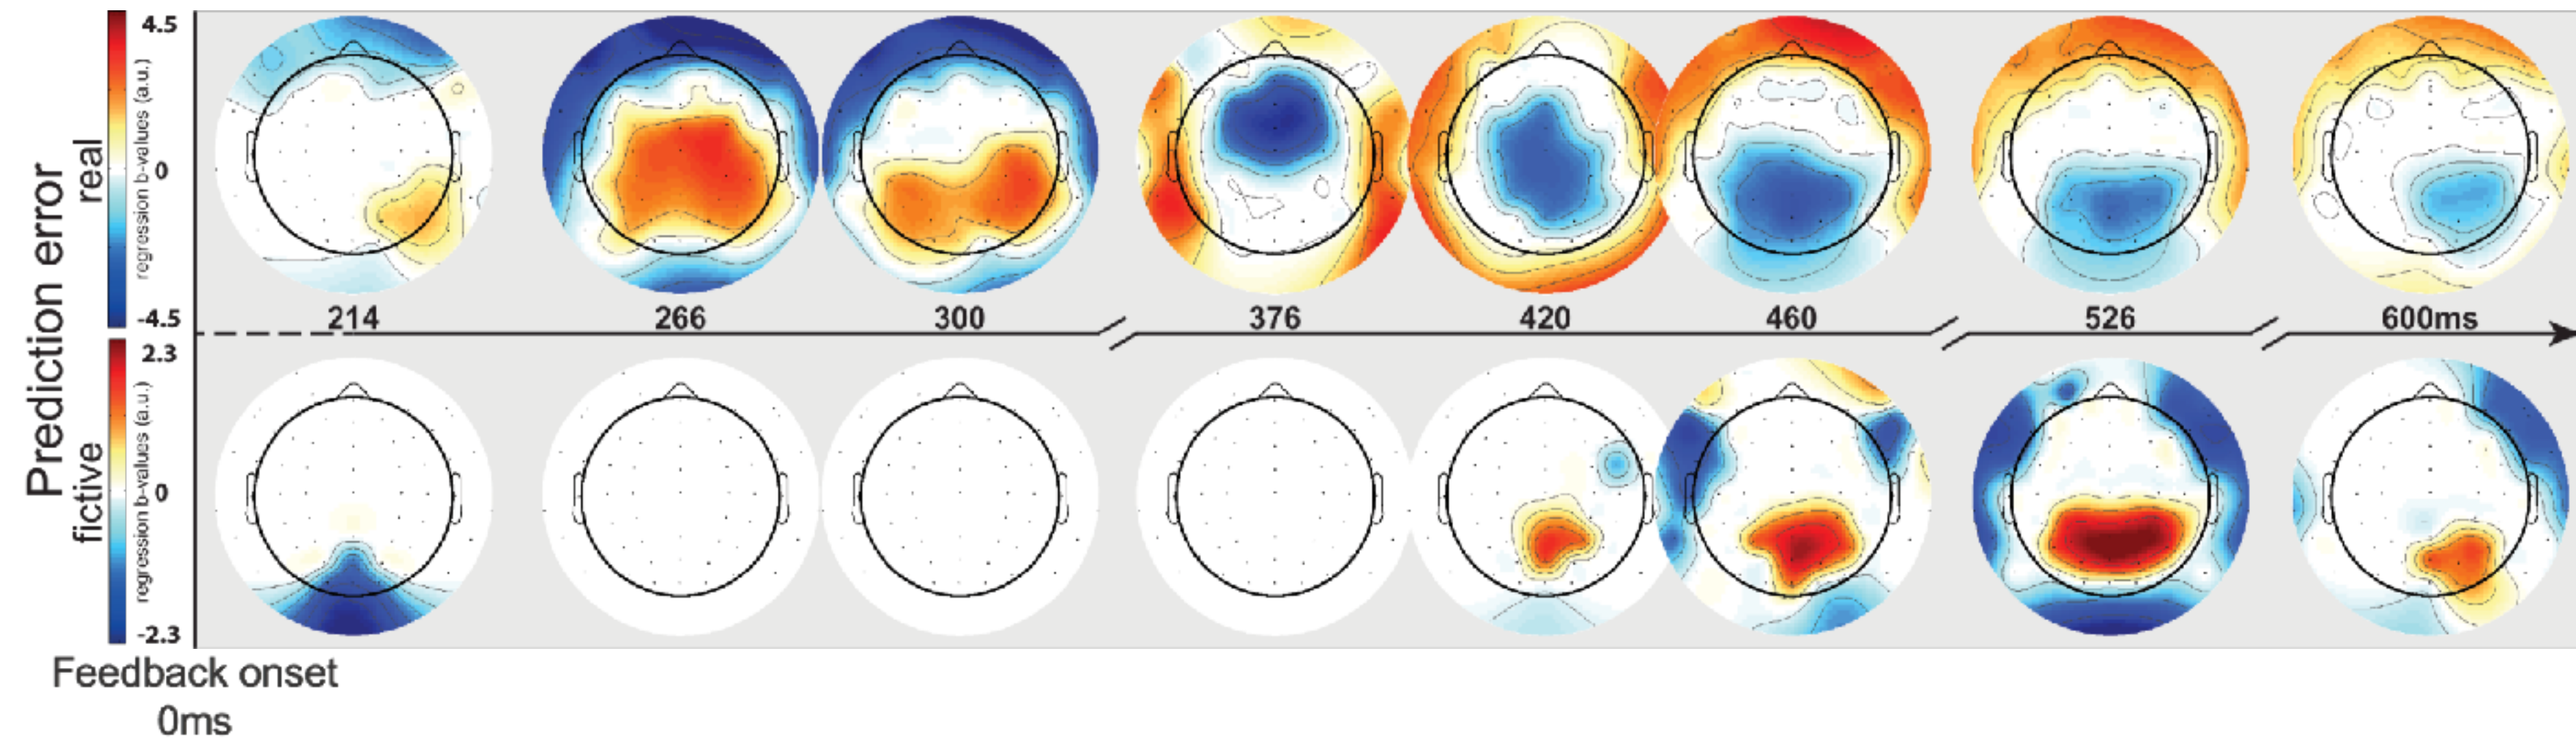 Prediction error
real
fictive
4.5
0
-4.5
regression b-values (a.u.)
2.3
0
-2.3
regression b-values (a.u.)
214
266
300
376
420
460
526
600ms
Feedback onset
0ms